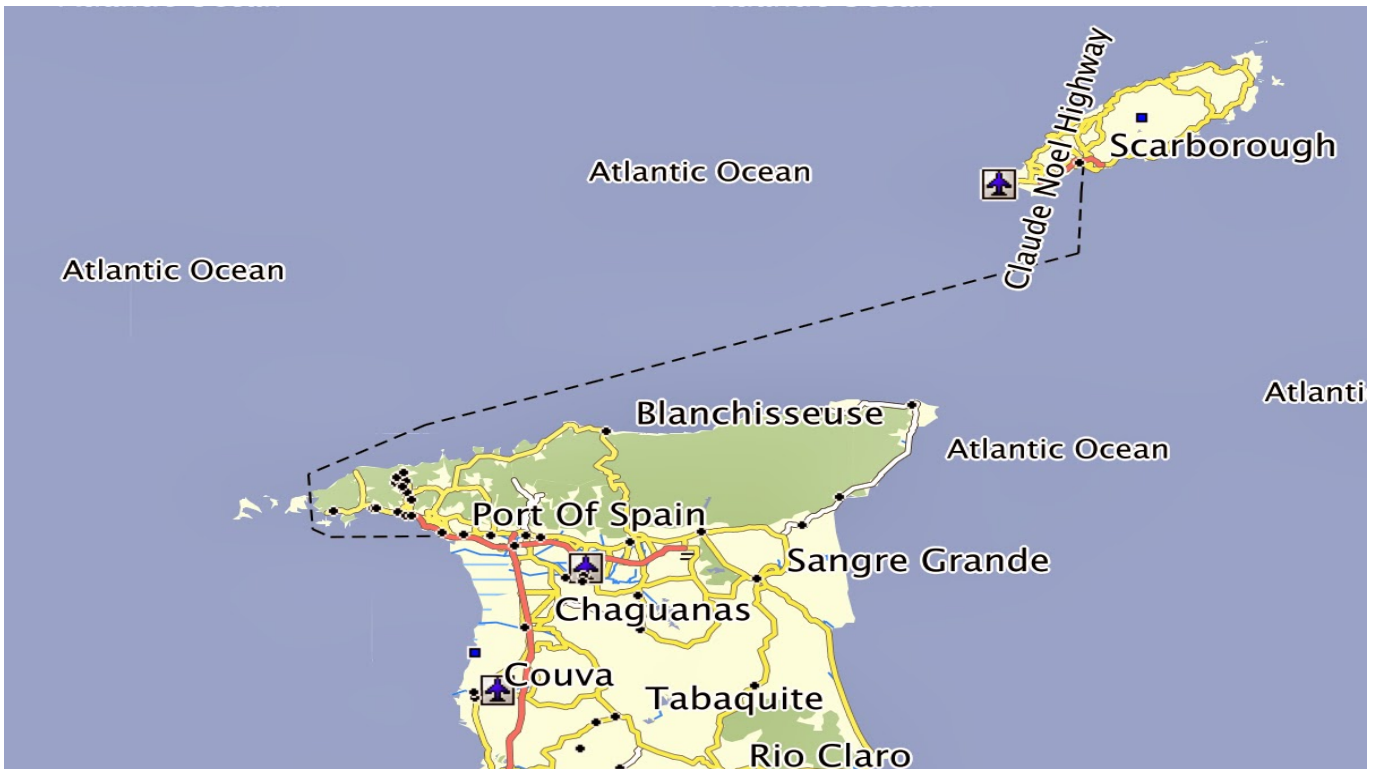 Claude Noel Highway
Scarborough
Atlantic Ocean
Atlantic Ocean
Atlanti
Blanchisseuse
Atlantic Ocean
Port Of Spain
Sangre Grande
Chaguanas
Couva
Tabaquite
Rio Claro